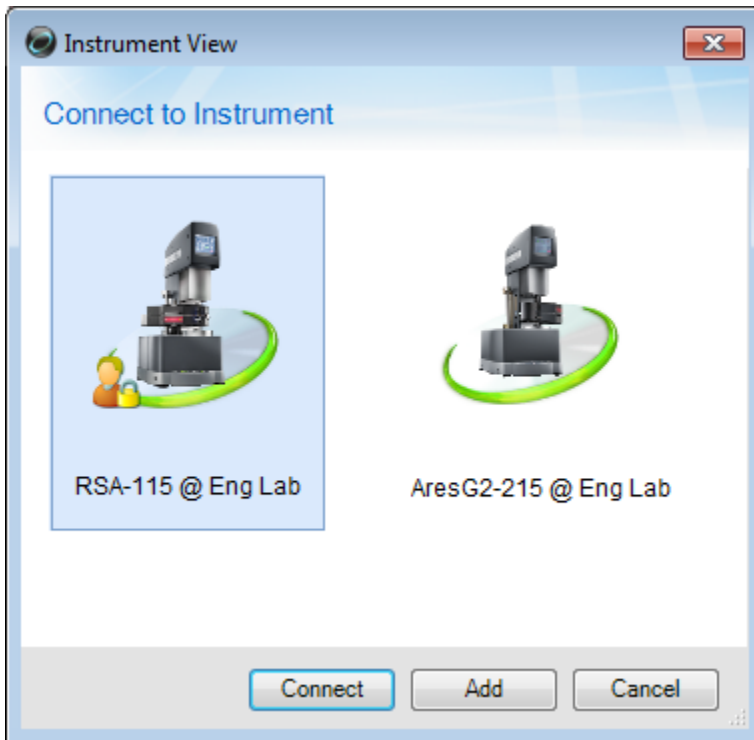 Instrument View
Connect to Instrument
RSA-115 @ Eng Lab
AresG2-215 @ Eng Lab
Connect
Add
Cancel